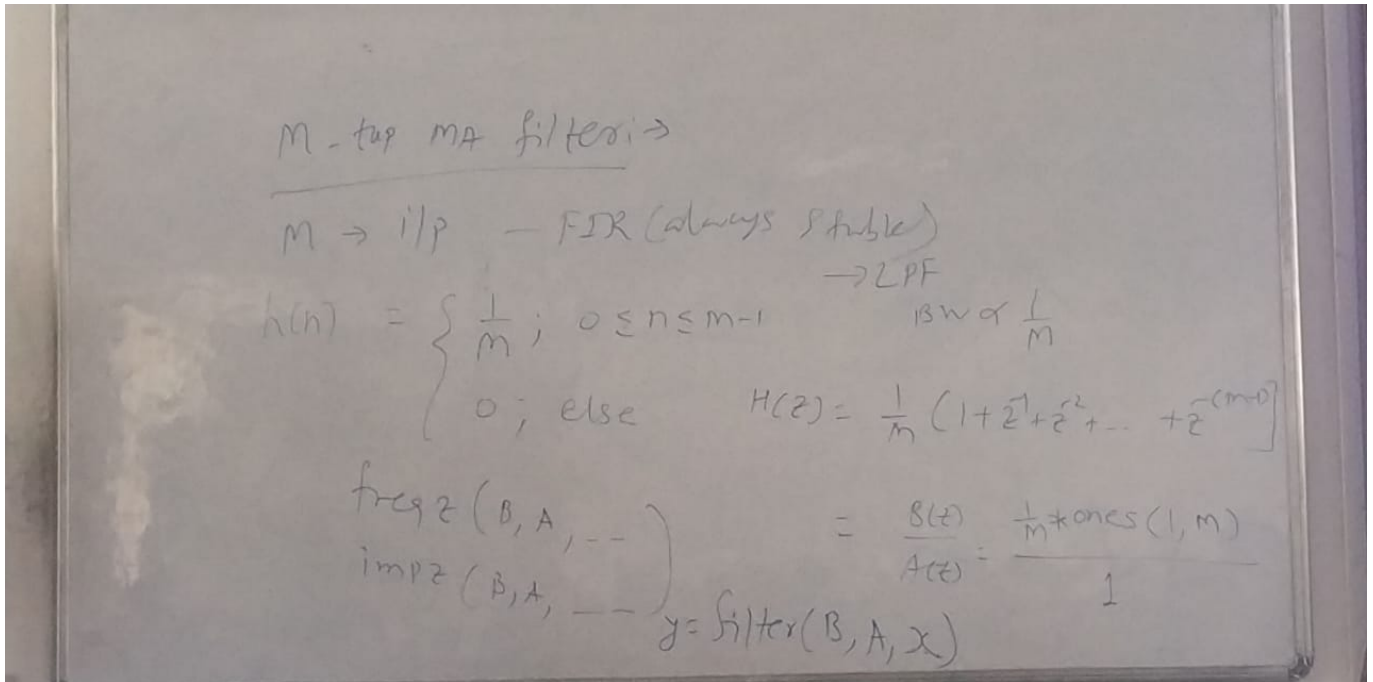 M-tap MA filter:→
M → i/p — FIR (always stable)
→ LPF
h(n) = { 1/M ; 0 ≤ n ≤ M-1
BW ∝ 1/M
0 ; else
H(z) = 1/M (1+z^-1+z^-2+... +z^-(M-1)]
freqz (B, A, --
impz (B, A, -- )
= B(z)/A(z) = 1/M * ones(1, M) / 1
y = filter(B, A, x)